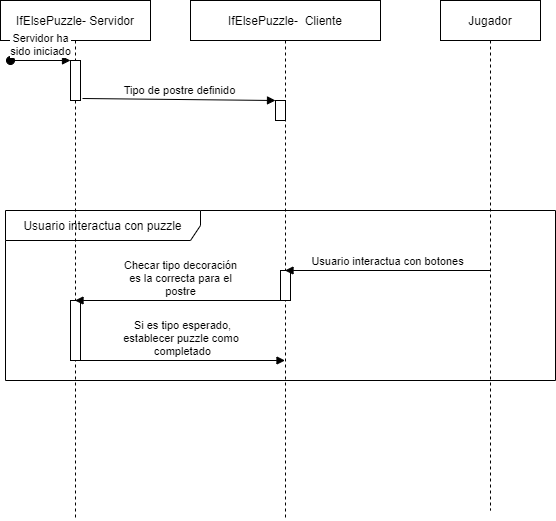 IfElsePuzzle- Servidor
IfElsePuzzle-  Cliente
Jugador
Servidor ha
sido iniciado
Tipo de postre definido
Usuario interactua con puzzle
Usuario interactua con botones
Checar tipo decoración
es la correcta para el
postre
Si es tipo esperado,
establecer puzzle como
completado